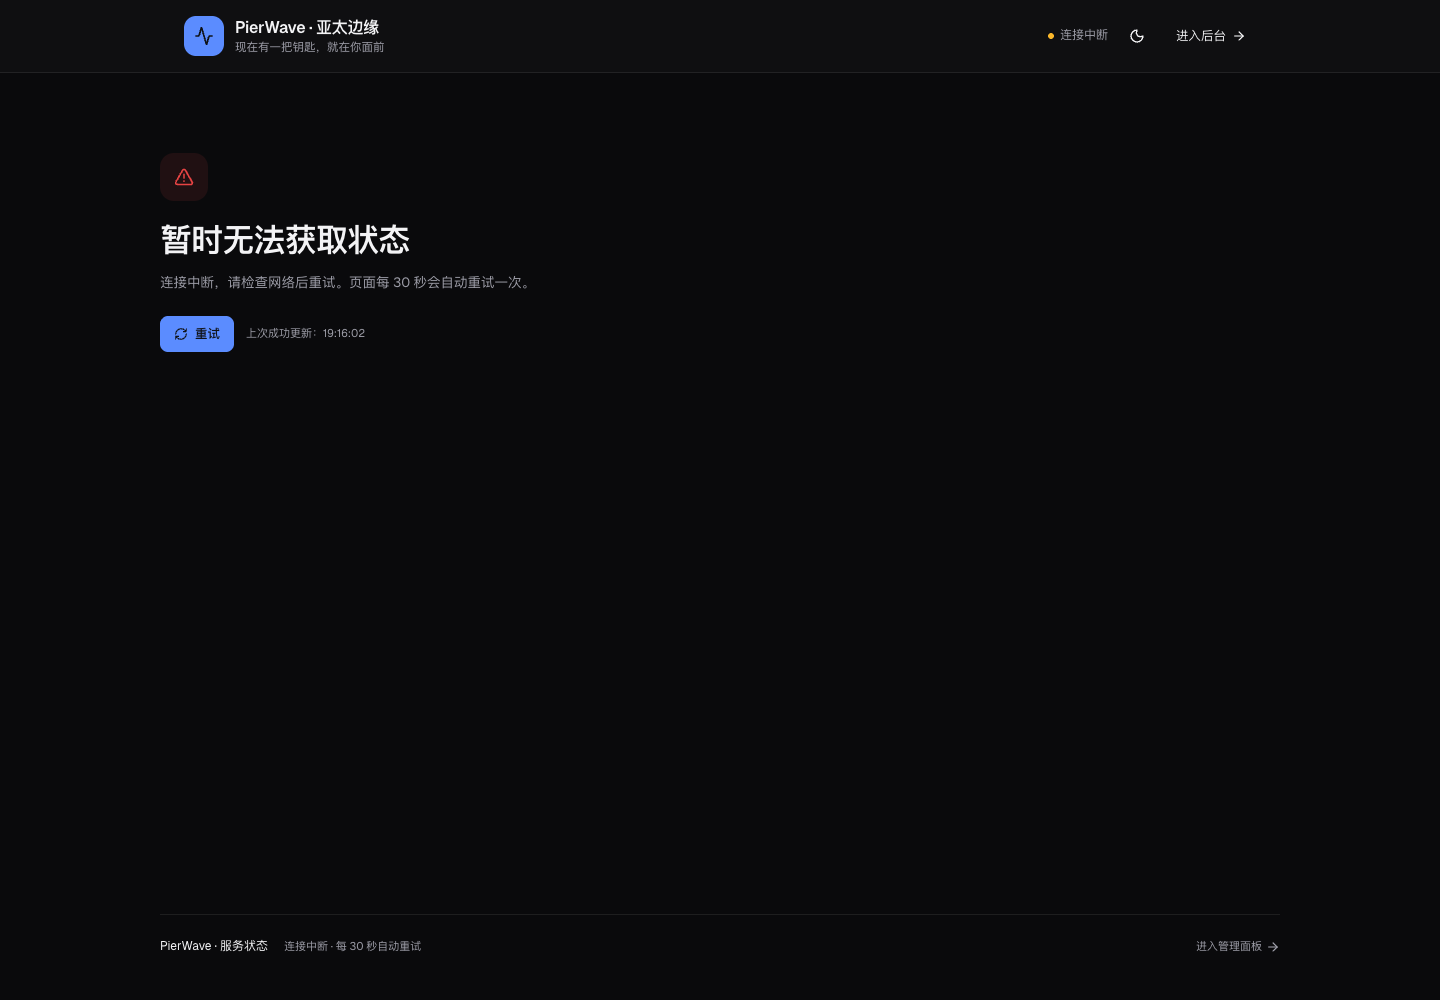 PierWave · 亚太边缘
现在有一把钥匙，就在你面前
连接中断
进入后台
暂时无法获取状态
连接中断，请检查网络后重试。页面每 30 秒会自动重试一次。
重试
上次成功更新：19:16:02
PierWave · 服务状态
连接中断 · 每 30 秒自动重试
进入管理面板